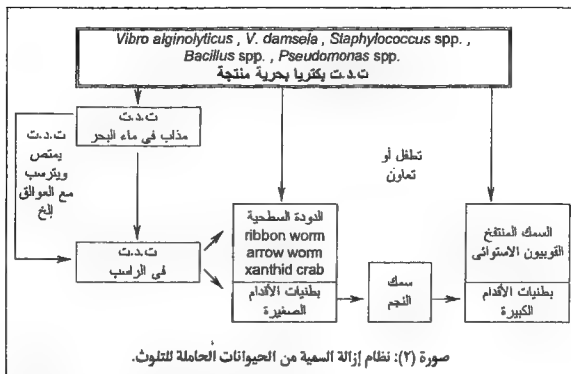 Vibro alginolyticus , V. damsela, Staphylococcus spp. ,
Bacillus spp. , Pseudomonas spp.
ت.د.ت بكتريا بحرية منتجة
ت.د.ت
مذاب في ماء البحر
ت.د.ت
يمتص
ويترسب
مع العوالق
إلخ
تطفل أو
تعاون
ت.د.ت
في الراسب
الدودة السطحية
ribbon worm
arrow worm
xanthid crab
بطنيات الأقدام
الصغيرة
سمك
النجم
السمك المنتفخ
القوبيون الاستوائى
بطنيات الأقدام
الكبيرة
صورة (٢): نظام إزالة السمية من الحيوانات الحاملة للتلوث.